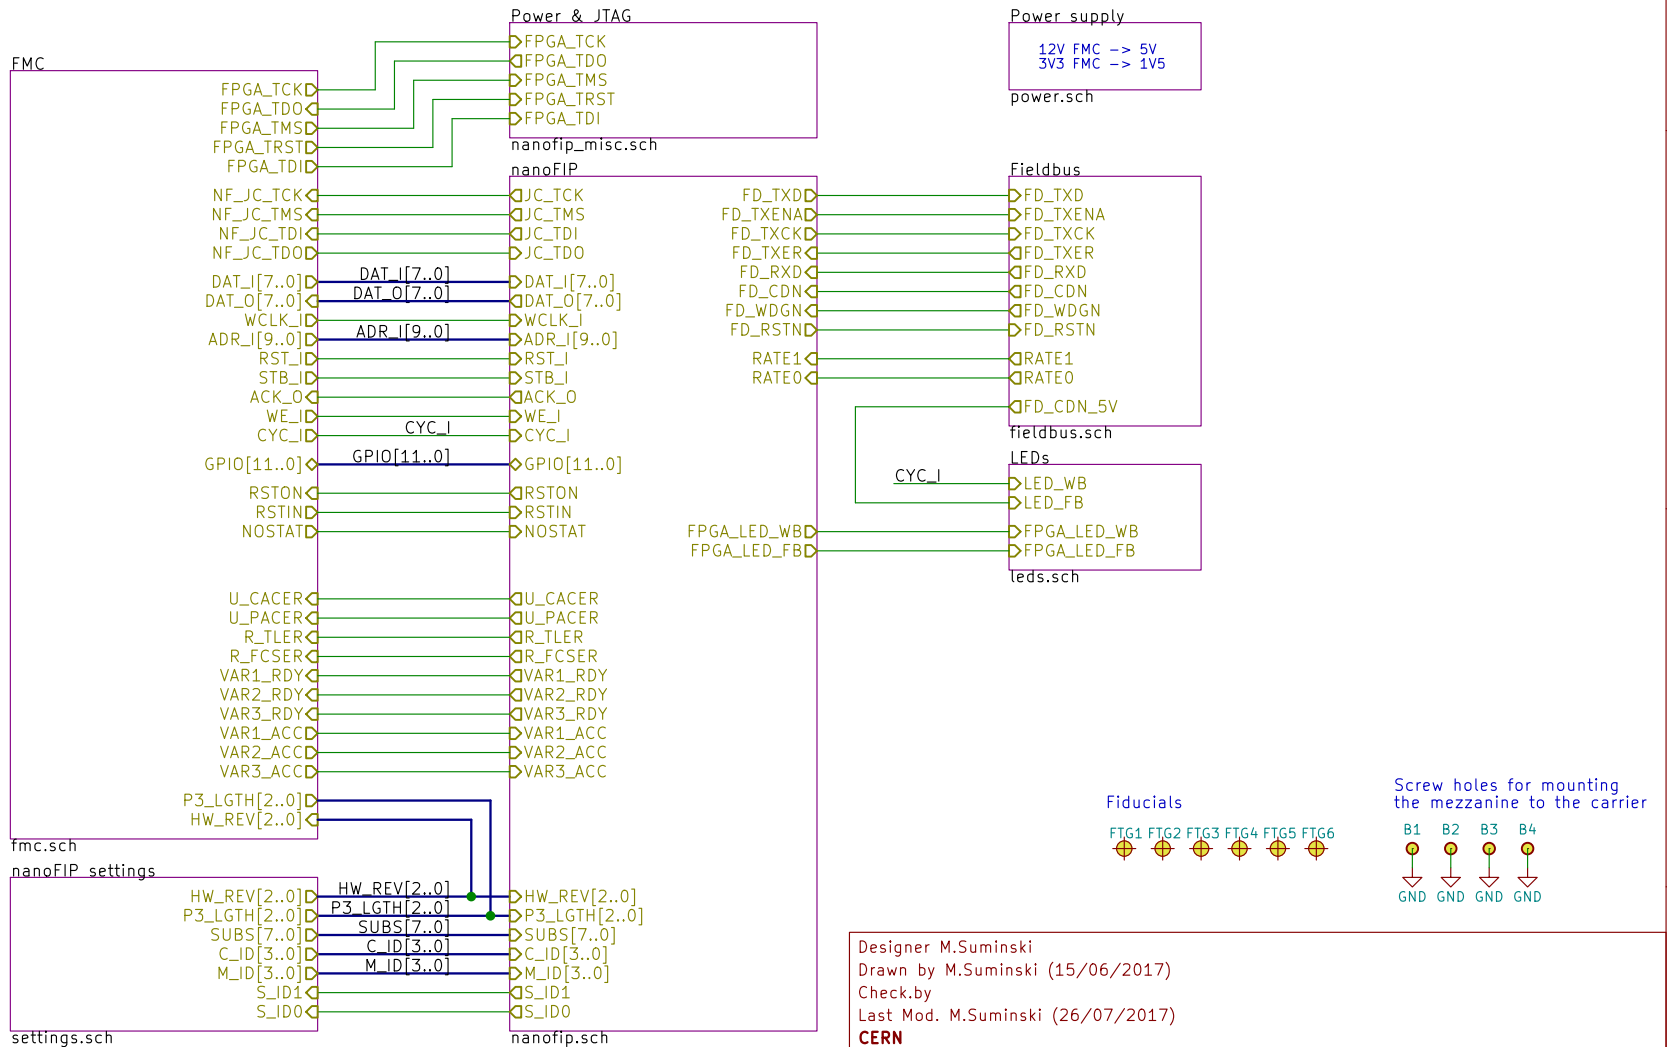 FMC
FPGA_TCK
FPGA_TDO
FPGA_TMS
FPGA_TRST
FPGA_TDI
NF_JC_TCK
NF_JC_TMS
NF_JC_TDI
NF_JC_TDO
DAT_I[7..0]
DAT_O[7..0]
WCLK_I
ADR_I[9..0]
RST_I
STB_I
ACK_O
WE_I
CYC_I
GPIO[11..0]
RSTON
RSTIN
NOSTAT
U_CACER
U_PACER
R_TLER
R_FCSER
VAR1_RDY
VAR2_RDY
VAR3_RDY
VAR1_ACC
VAR2_ACC
VAR3_ACC
P3_LGTH[2..0]
HW_REV[2..0]
fmc.sch
nanoFIP settings
HW_REV[2..0]
P3_LGTH[2..0]
SUBS[7..0]
C_ID[3..0]
M_ID[3..0]
S_ID1
S_ID0
settings.sch
DAT_I[7..0]
DAT_O[7..0]
ADR_I[9..0]
CYC_I
GPIO[11..0]
HW_REV[2..0]
P3_LGTH[2..0]
SUBS[7..0]
C_ID[3..0]
M_ID[3..0]
Power & JTAG
FPGA_TCK
FPGA_TDO
FPGA_TMS
FPGA_TRST
FPGA_TDI
nanofip_misc.sch
nanoFIP
JC_TCK
JC_TMS
JC_TDI
JC_TDO
DAT_I[7..0]
DAT_O[7..0]
WCLK_I
ADR_I[9..0]
RST_I
STB_I
ACK_O
WE_I
CYC_I
GPIO[11..0]
RSTON
RSTIN
NOSTAT
U_CACER
U_PACER
R_TLER
R_FCSER
VAR1_RDY
VAR2_RDY
VAR3_RDY
VAR1_ACC
VAR2_ACC
VAR3_ACC
HW_REV[2..0]
P3_LGTH[2..0]
SUBS[7..0]
C_ID[3..0]
M_ID[3..0]
S_ID1
S_ID0
nanofip.sch
FD_TXD
FD_TXENA
FD_TXCK
FD_TXER
FD_RXD
FD_CDN
FD_WDGN
FD_RSTN
RATE1
RATE0
FPGA_LED_WB
FPGA_LED_FB
Power supply
12V FMC -> 5V
3V3 FMC -> 1V5
power.sch
Fieldbus
FD_TXD
FD_TXENA
FD_TXCK
FD_TXER
FD_RXD
FD_CDN
FD_WDGN
FD_RSTN
RATE1
RATE0
FD_CDN_5V
fieldbus.sch
LEDs
CYC_I
LED_WB
LED_FB
FPGA_LED_WB
FPGA_LED_FB
leds.sch
Fiducials
FTG1 FTG2 FTG3 FTG4 FTG5 FTG6
Screw holes for mounting
the mezzanine to the carrier
B1 B2 B3 B4
GND GND GND GND
Designer M.Suminski
Drawn by M.Suminski (15/06/2017)
Check.by
Last Mod. M.Suminski (26/07/2017)
CERN